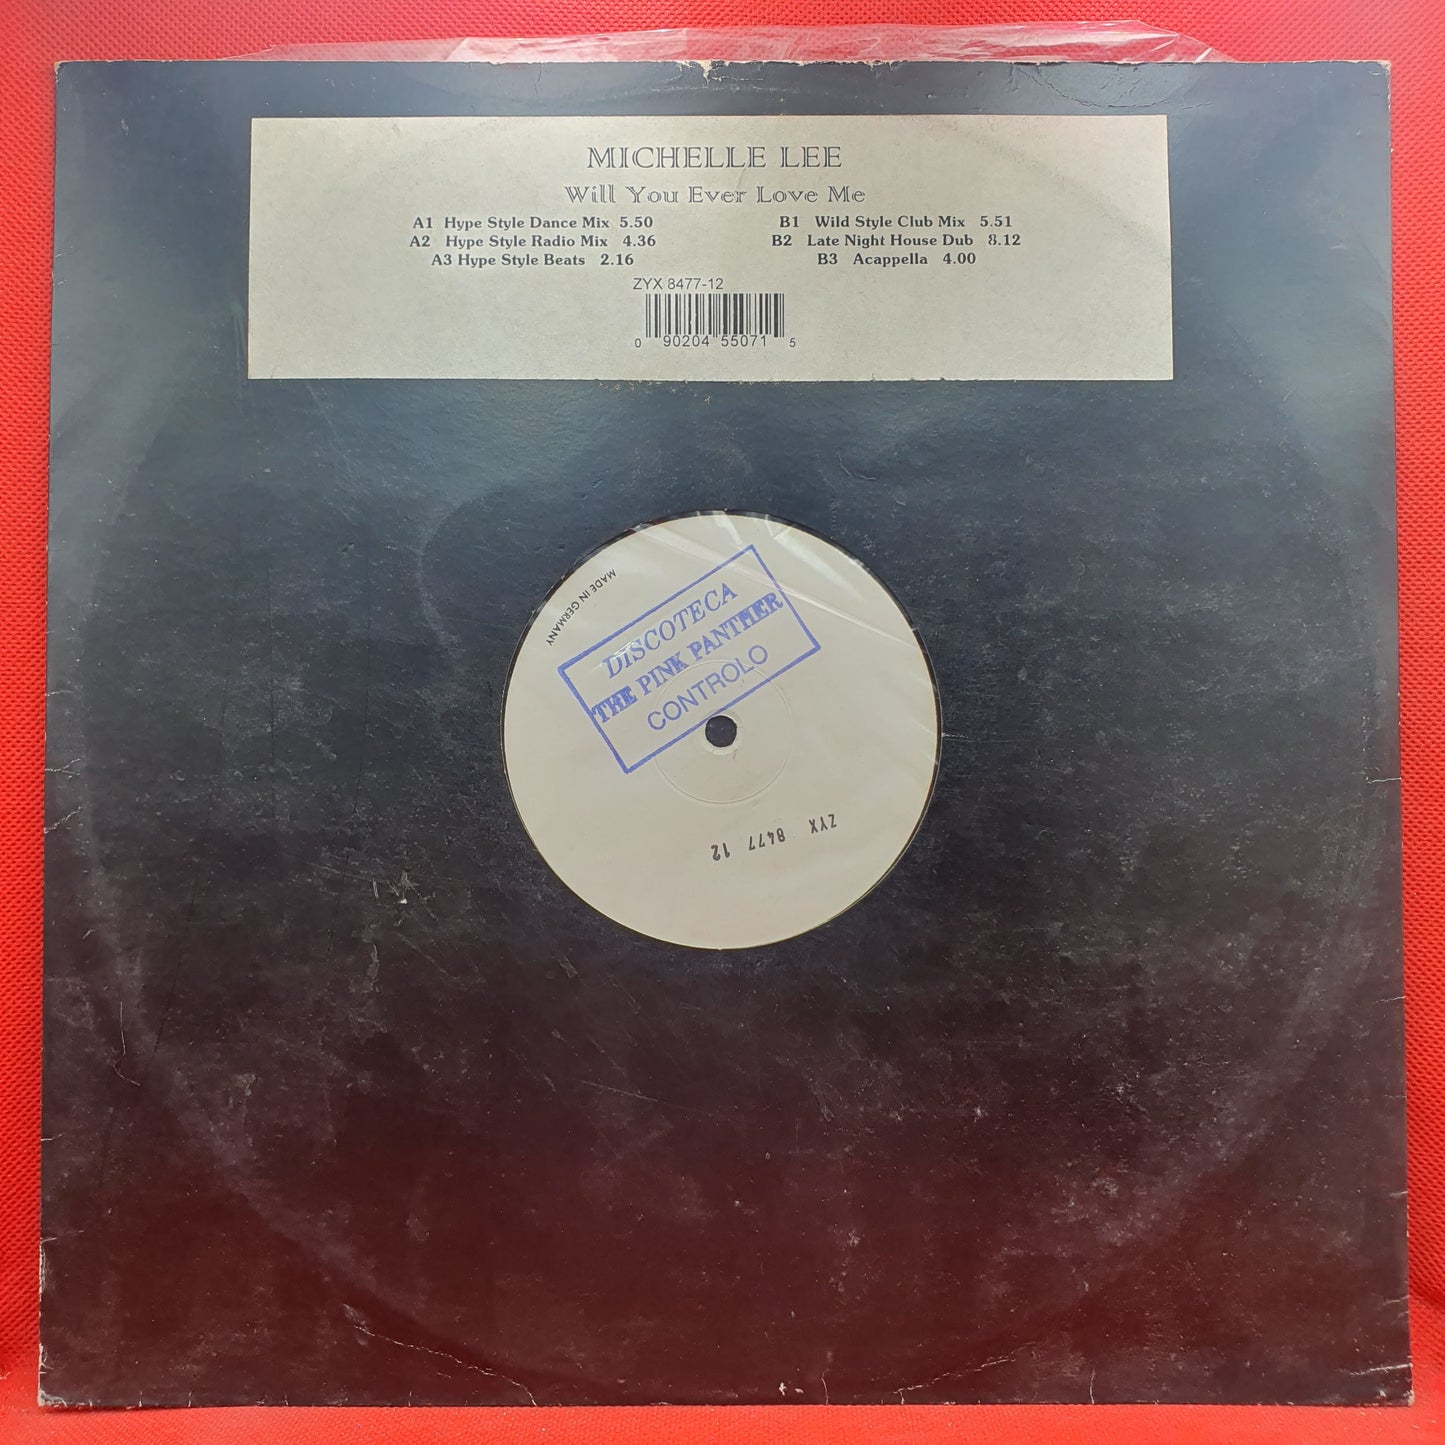 MICHELLE LEE
Will You Ever Love Me
A1 Hype Style Dance Mix 5.50
A2 Hype Style Radio Mix 4.36
A3 Hype Style Beats 2.16
B1 Wild Style Club Mix 5.51
B2 Late Night House Dub 8.12
B3 Acappella 4.00
ZYX 8477-12
0 90204 55071 5
MADE IN GERMANY
DISCOTECA
THE PINK PANTHER
CONTROLO
ZYX 8477 12